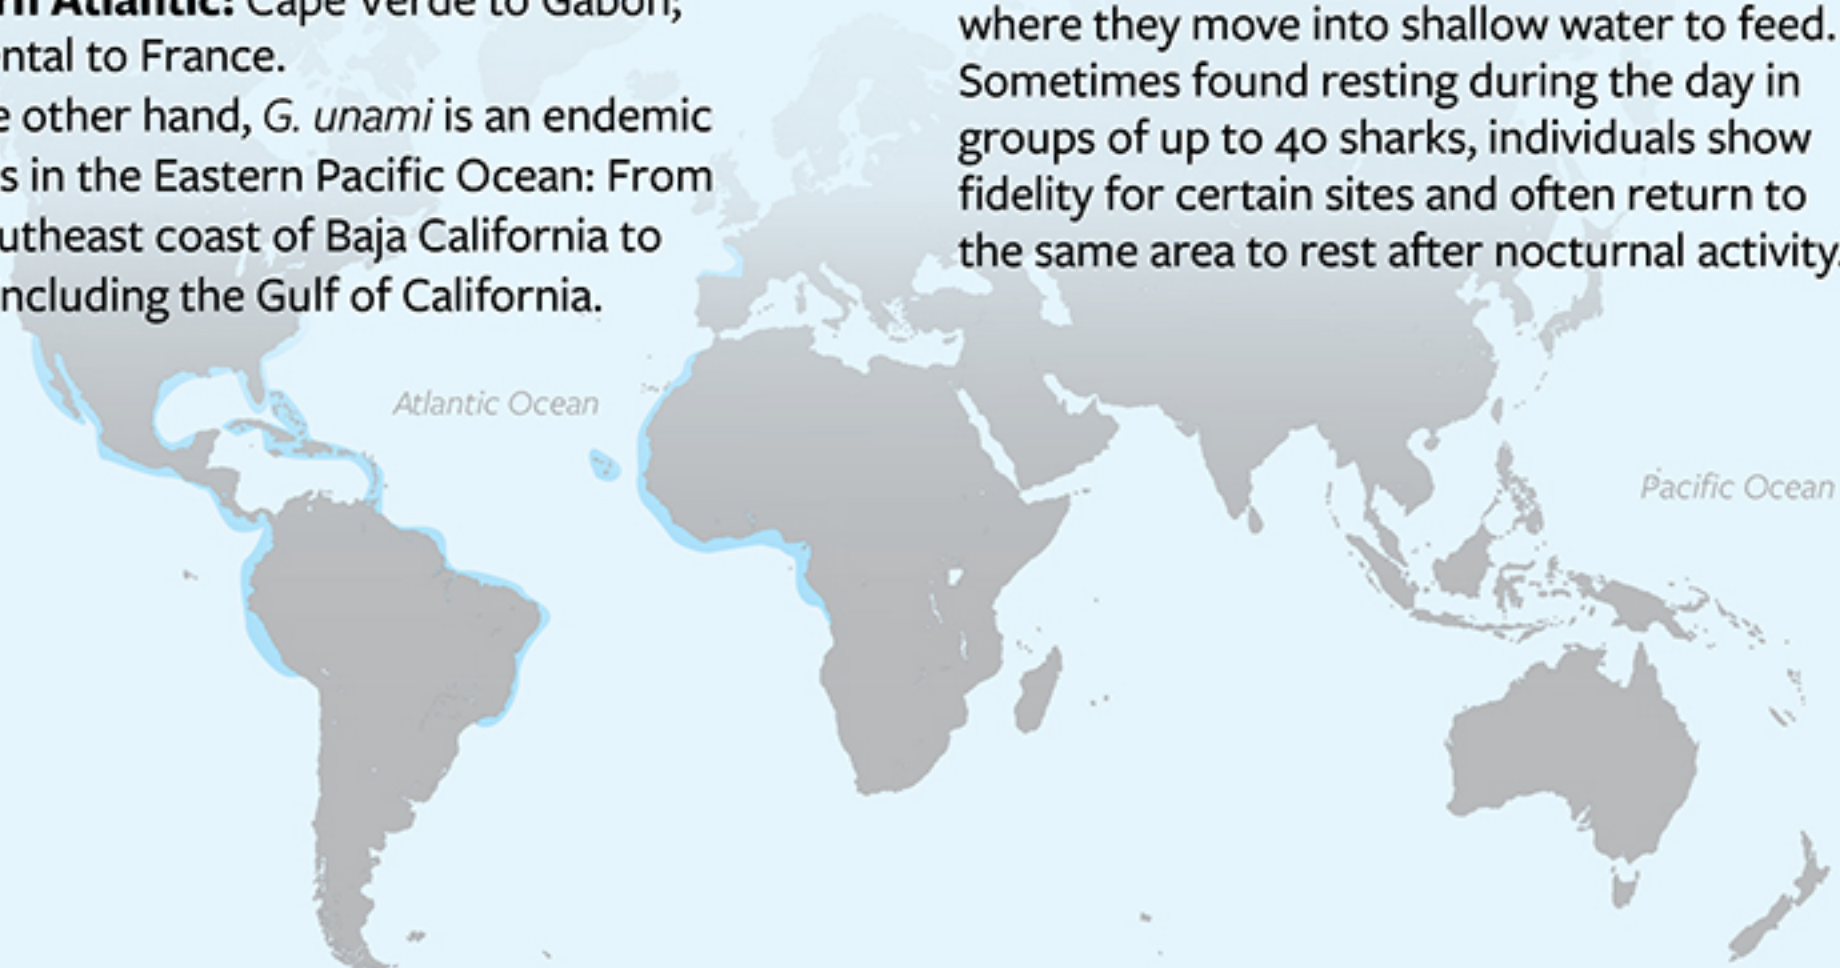 Atlantic: Cape Verde to Gabon;
ental to France.
e other hand, G. unami is an endemic
s in the Eastern Pacific Ocean: From
utheast coast of Baja California to
ncluding the Gulf of California.
where they move into shallow water to feed.
Sometimes found resting during the day in
groups of up to 40 sharks, individuals show
fidelity for certain sites and often return to
the same area to rest after nocturnal activity.
Atlantic Ocean
Pacific Ocean